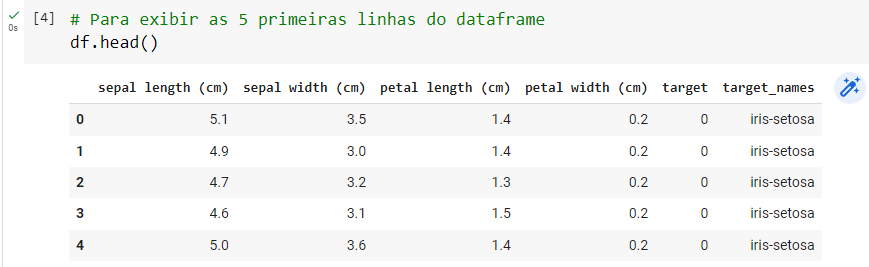 [4] # Para exibir as 5 primeiras linhas do dataframe
0s
df.head()
sepal length (cm) sepal width (cm) petal length (cm) petal width (cm) target target_names
0 5.1 3.5 1.4 0.2 0 iris-setosa
1 4.9 3.0 1.4 0.2 0 iris-setosa
2 4.7 3.2 1.3 0.2 0 iris-setosa
3 4.6 3.1 1.5 0.2 0 iris-setosa
4 5.0 3.6 1.4 0.2 0 iris-setosa